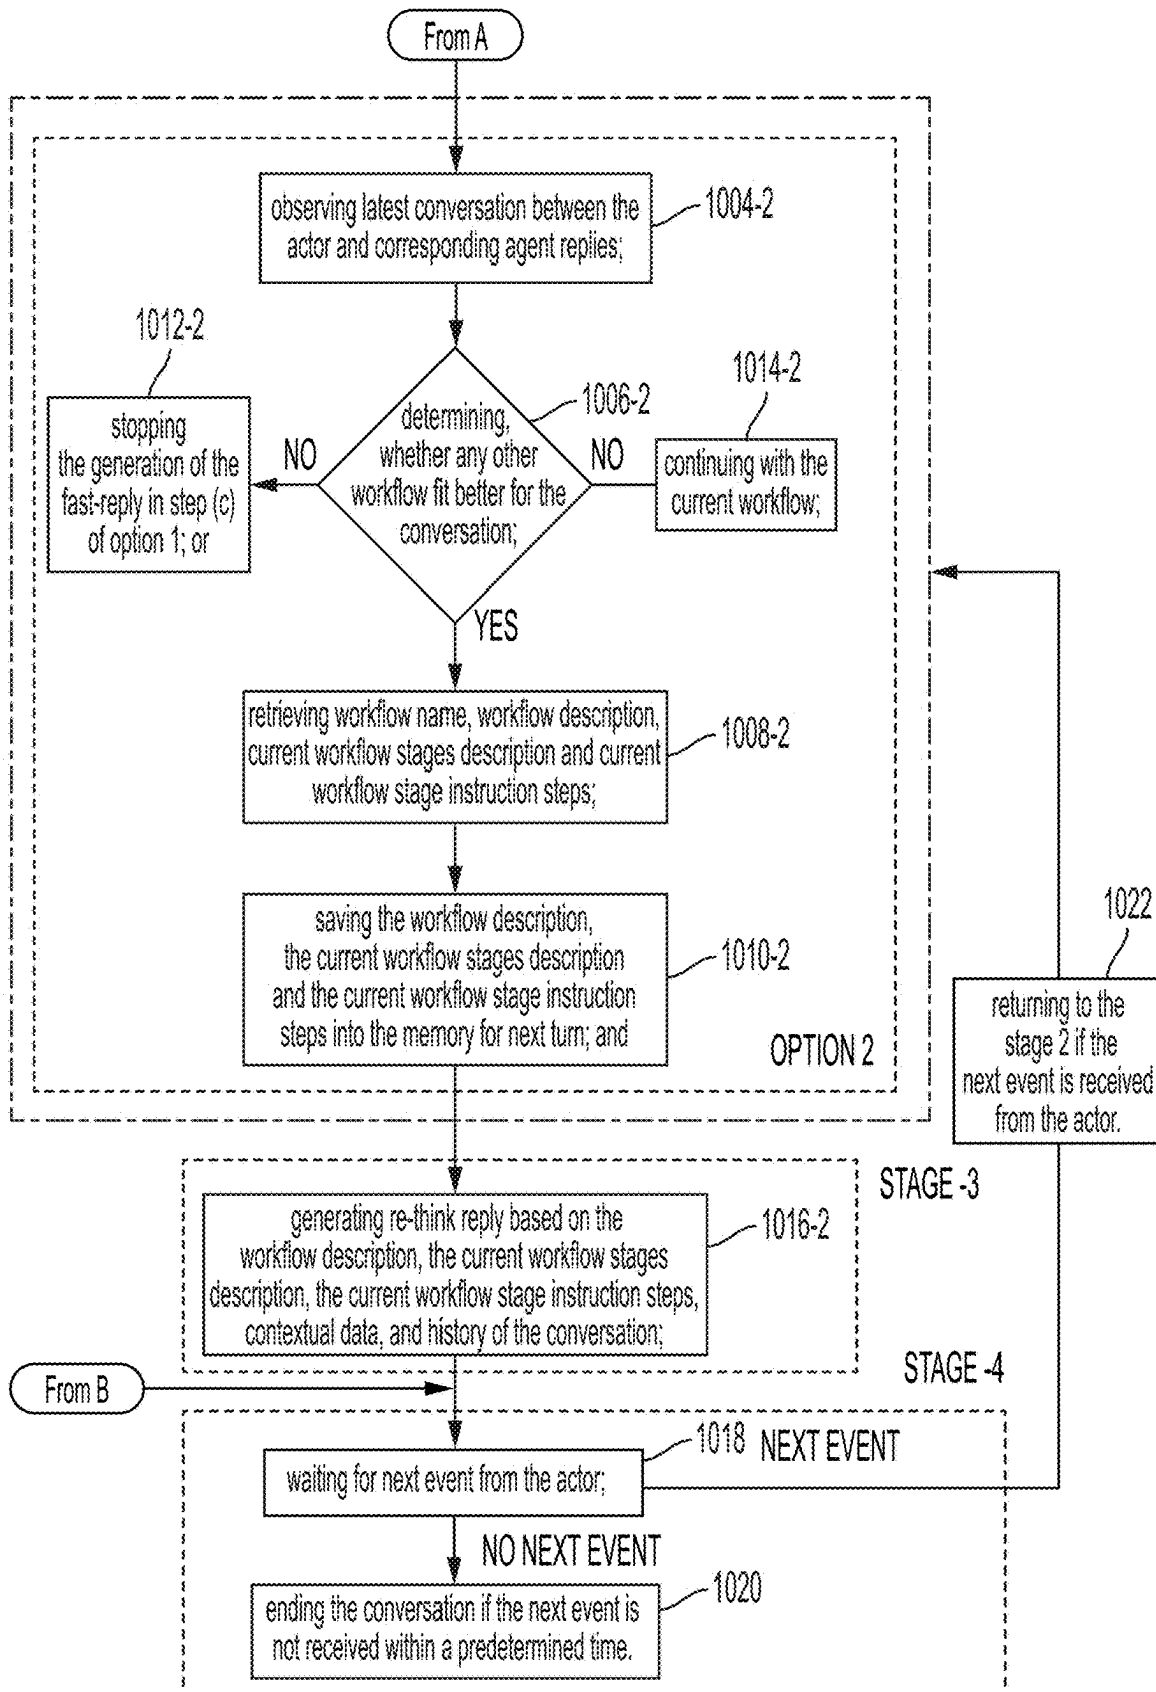 From A
observing latest conversation between the
actor and corresponding agent replies;
1004-2
1012-2
stopping
the generation of the
fast-reply in step (c)
of option 1; or
NO
determining,
whether any other
workflow fit better for the
conversation;
1006-2
NO
1014-2
continuing with the
current workflow;
YES
retrieving workflow name, workflow description,
current workflow stages description and current
workflow stage instruction steps;
1008-2
saving the workflow description,
the current workflow stages description
and the current workflow stage instruction
steps into the memory for next turn; and
1010-2
OPTION 2
1022
returning to the
stage 2 if the
next event is received
from the actor.
STAGE -3
generating re-think reply based on the
workflow description, the current workflow stages
description, the current workflow stage instruction steps,
contextual data, and history of the conversation;
1016-2
From B
STAGE -4
waiting for next event from the actor;
1018
NEXT EVENT
NO NEXT EVENT
ending the conversation if the next event is
not received within a predetermined time.
1020